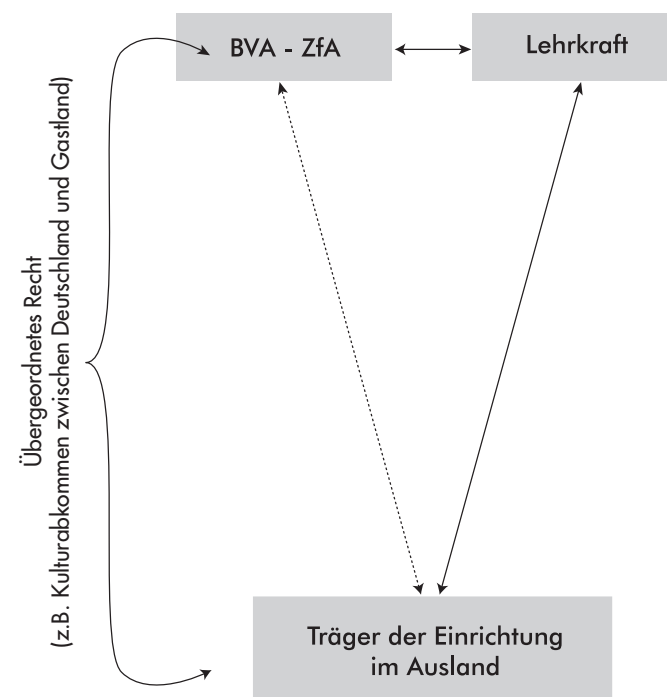 BVA - ZfA
Lehrkraft
Übergeordnetes Recht
(z.B. Kulturabkommen zwischen Deutschland und Gastland)
Träger der Einrichtung
im Ausland